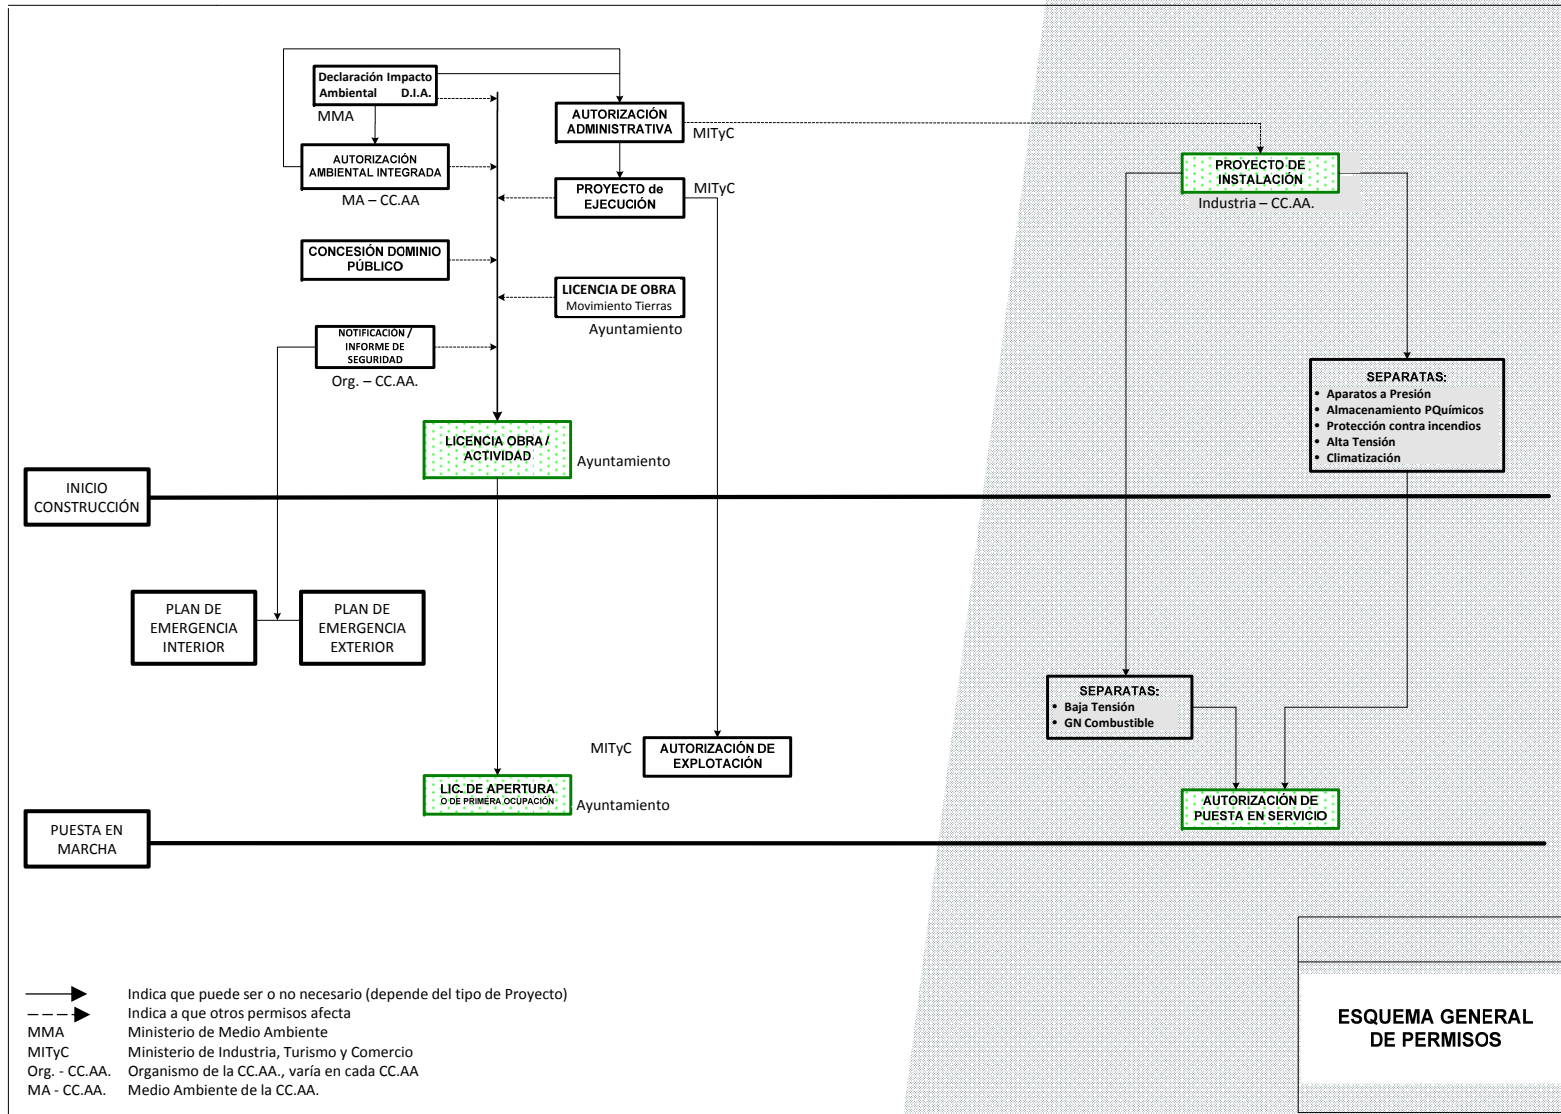 Declaración Impacto
Ambiental D.I.A.
MMA
AUTORIZACIÓN
ADMINISTRATIVA
MITyC
AUTORIZACIÓN
AMBIENTAL INTEGRADA
MA – CC.AA
PROYECTO de
EJECUCIÓN
MITyC
PROYECTO DE
INSTALACIÓN
Industria – CC.AA.
CONCESIÓN DOMINIO
PÚBLICO
LICENCIA DE OBRA
Movimiento Tierras
Ayuntamiento
NOTIFICACIÓN /
INFORME DE
SEGURIDAD
Org. – CC.AA.
SEPARATAS:
• Aparatos a Presión
• Almacenamiento PQuímicos
• Protección contra incendios
• Alta Tensión
• Climatización
LICENCIA OBRA /
ACTIVIDAD
Ayuntamiento
INICIO
CONSTRUCCIÓN
PLAN DE
EMERGENCIA
INTERIOR
PLAN DE
EMERGENCIA
EXTERIOR
SEPARATAS:
• Baja Tensión
• GN Combustible
MITyC
AUTORIZACIÓN DE
EXPLOTACIÓN
LIC. DE APERTURA
O DE PRIMERA OCUPACIÓN
Ayuntamiento
AUTORIZACIÓN DE
PUESTA EN SERVICIO
PUESTA EN
MARCHA
Indica que puede ser o no necesario (depende del tipo de Proyecto)
Indica a que otros permisos afecta
MMA Ministerio de Medio Ambiente
MITyC Ministerio de Industria, Turismo y Comercio
Org. - CC.AA. Organismo de la CC.AA., varía en cada CC.AA
MA - CC.AA. Medio Ambiente de la CC.AA.
ESQUEMA GENERAL
DE PERMISOS